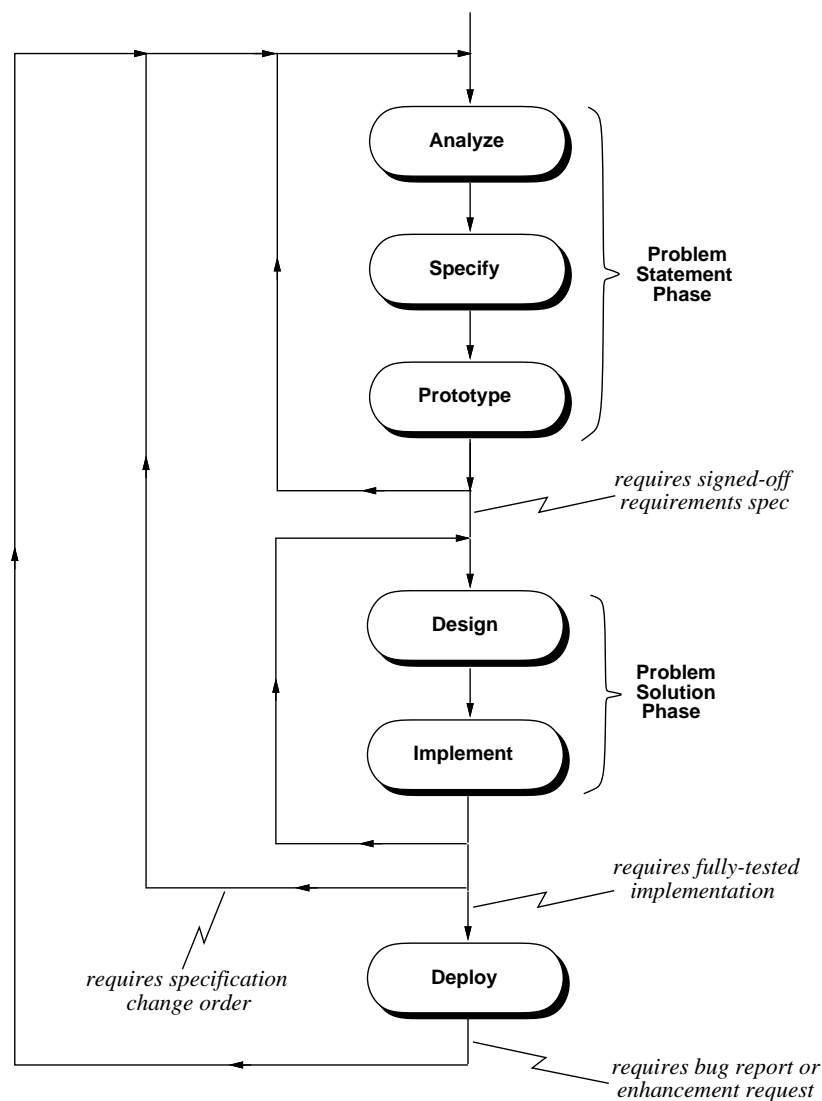 Analyze
Specify
Problem
Statement
Phase
Prototype
requires signed-off
requirements spec
Design
Problem
Solution
Phase
Implement
requires fully-tested
implementation
requires specification
change order
Deploy
requires bug report or
enhancement request